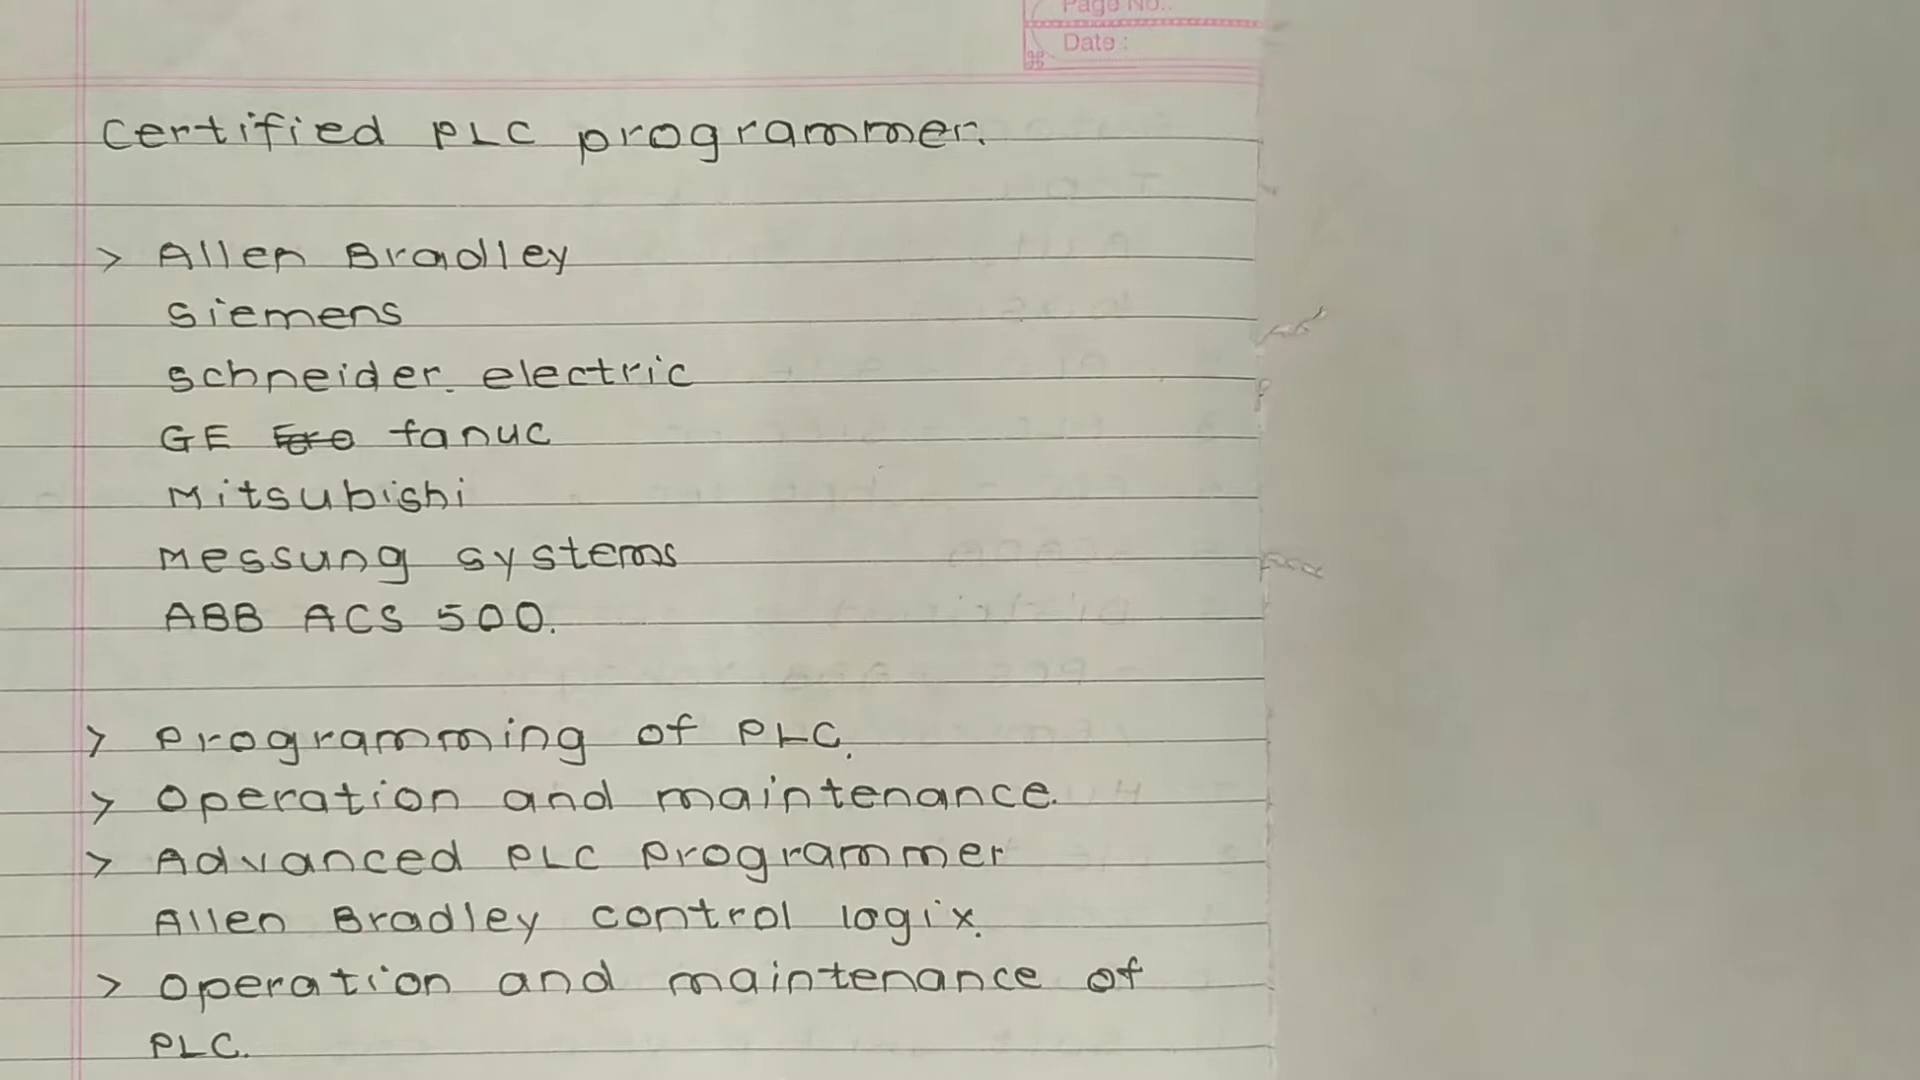 Page No..
Date :
Certified PLC programmer.
> Allen Bradley
Siemens
Schneider electric
GE fanuc
Mitsubishi
Messung systems
ABB ACS 500.
> Programming of PLC.
> Operation and maintenance.
> Advanced PLC Programmer
Allen Bradley control logix.
> Operation and maintenance of
PLC.